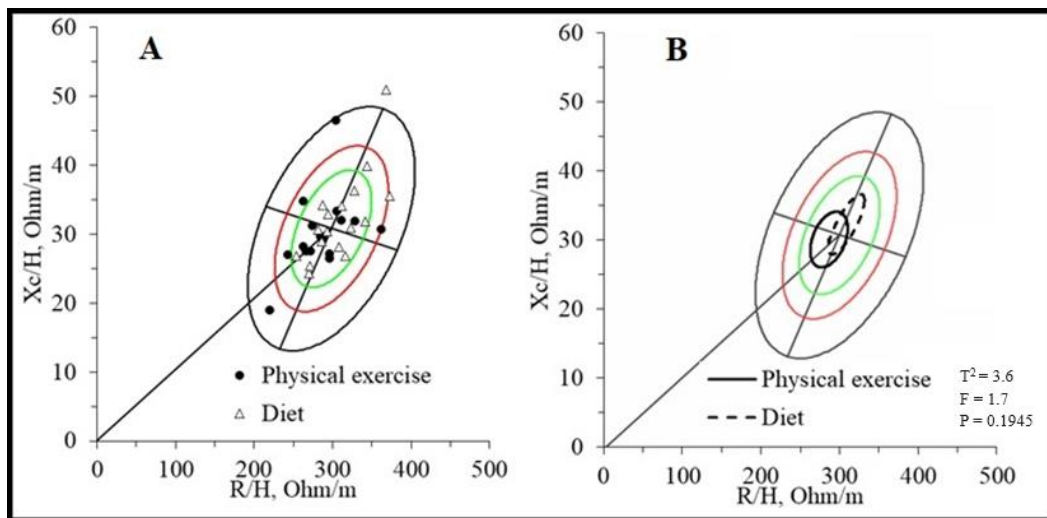 A
60
50
40
30
20
10
0
Xc/H, Ohm/m
● Physical exercise
△ Diet
0 100 200 300 400 500
R/H, Ohm/m
B
60
50
40
30
20
10
0
Xc/H, Ohm/m
Physical exercise
Diet
T² = 3.6
F = 1.7
P = 0.1945
0 100 200 300 400 500
R/H, Ohm/m